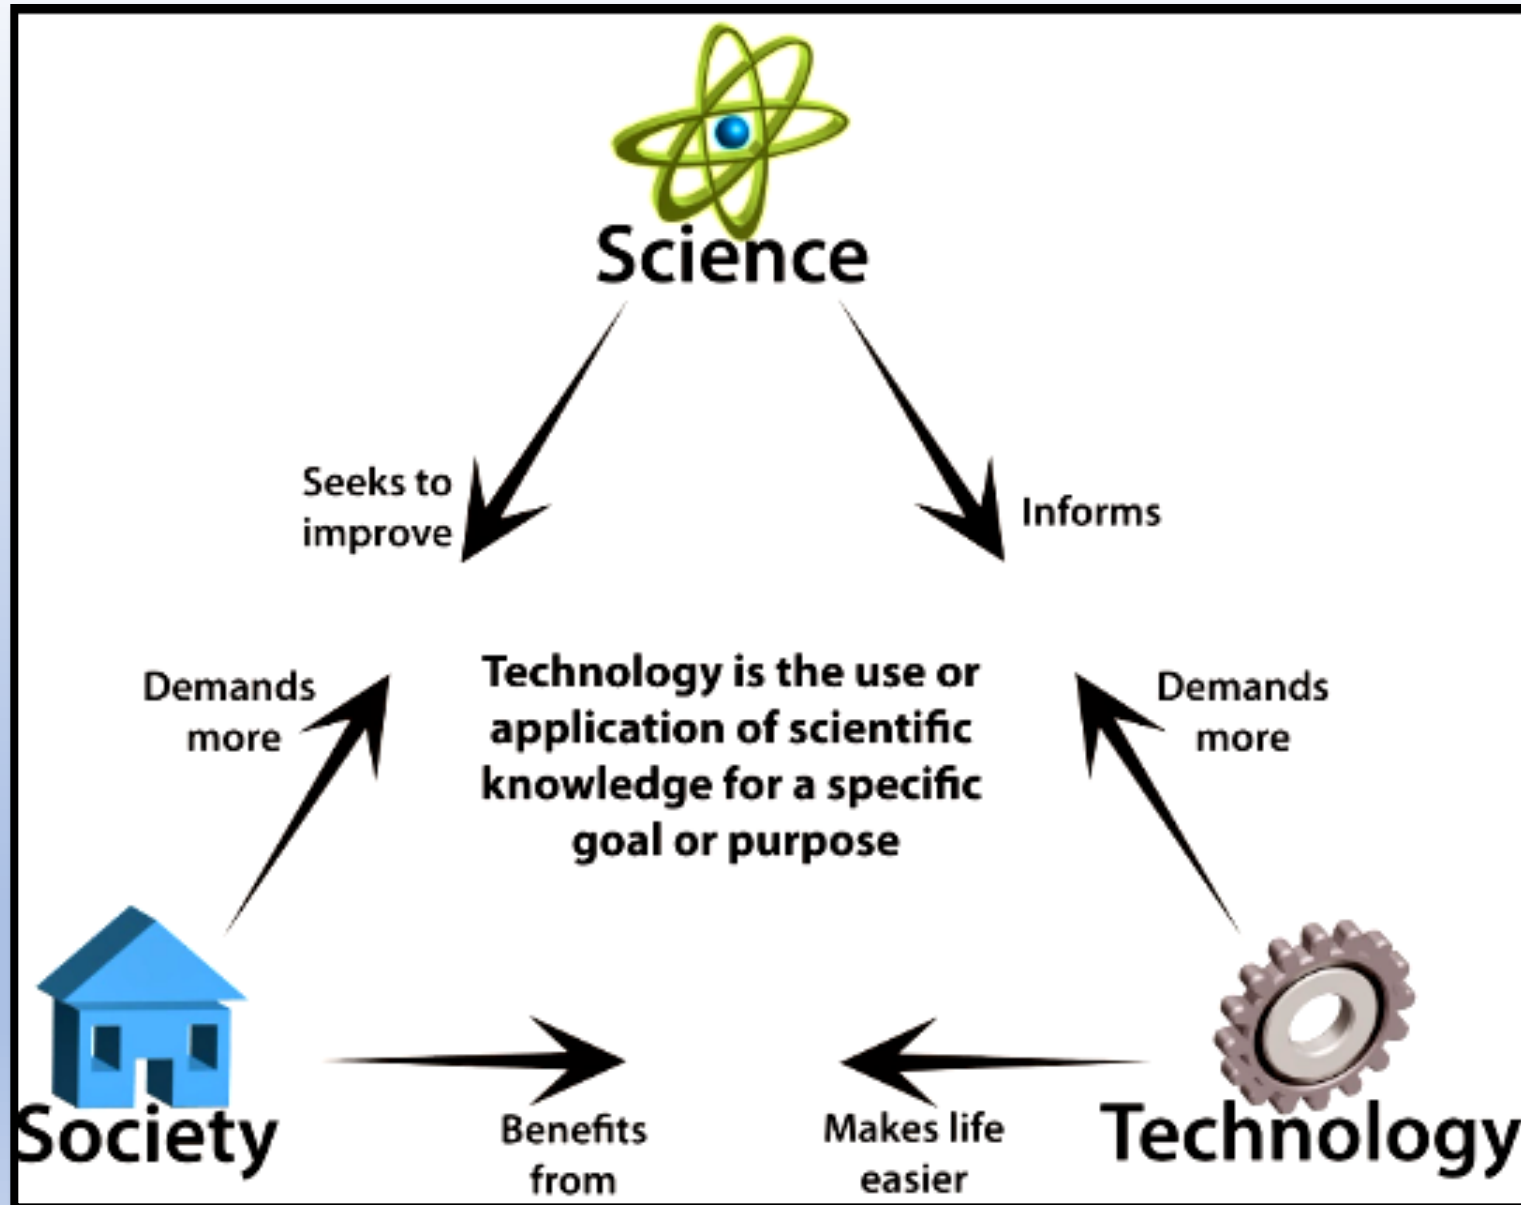 Science
Seeks to
improve
Informs
Demands
more
Technology is the use or
application of scientific
knowledge for a specific
goal or purpose
Demands
more
Society
Benefits
from
Makes life
easier
Technology